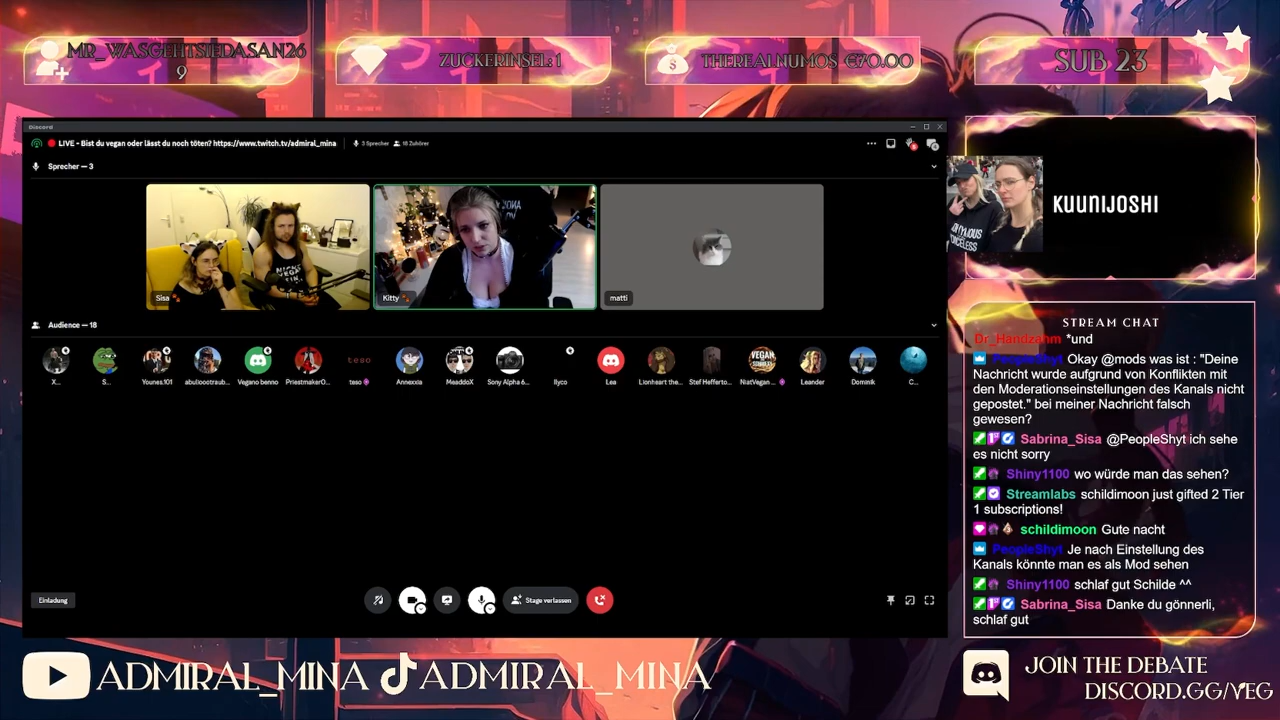 MR_WASGEHTSIEDASAN26
9
ZUCKERINSEL: 1
THEREALNUMOS €70.00
SUB 23
Discord
LIVE - Bist du vegan oder lässt du noch töten? https://www.twitch.tv/admiral_mina
3 Sprecher
18 Zuhörer
Sprecher — 3
Sisa
Kitty
matti
Audience — 18
X...
S...
Younes.101
abuloootraub...
Vegano benno
PriestmakerO...
teso
Annexxia
MeaddoX
Sony Alpha 6...
Ilyco
Lea
Lionheart the...
Stef Hefferto...
NiatVegan...
Leander
Dominik
C...
Einladung
Stage verlassen
KUUNIJOSHI
STREAM CHAT
Dr_Handzahm *und
PeopleShyt Okay @mods was ist : "Deine
Nachricht wurde aufgrund von Konflikten mit
den Moderationseinstellungen des Kanals nicht
gepostet." bei meiner Nachricht falsch
gewesen?
Sabrina_Sisa @PeopleShyt ich sehe
es nicht sorry
Shiny1100 wo würde man das sehen?
Streamlabs schildimoon just gifted 2 Tier
1 subscriptions!
schildimoon Gute nacht
PeopleShyt Je nach Einstellung des
Kanals könnte man es als Mod sehen
Shiny1100 schlaf gut Schilde ^^
Sabrina_Sisa Danke du gönnerli,
schlaf gut
ADMIRAL_MINA
ADMIRAL_MINA
JOIN THE DEBATE
DISCORD.GG/VEG